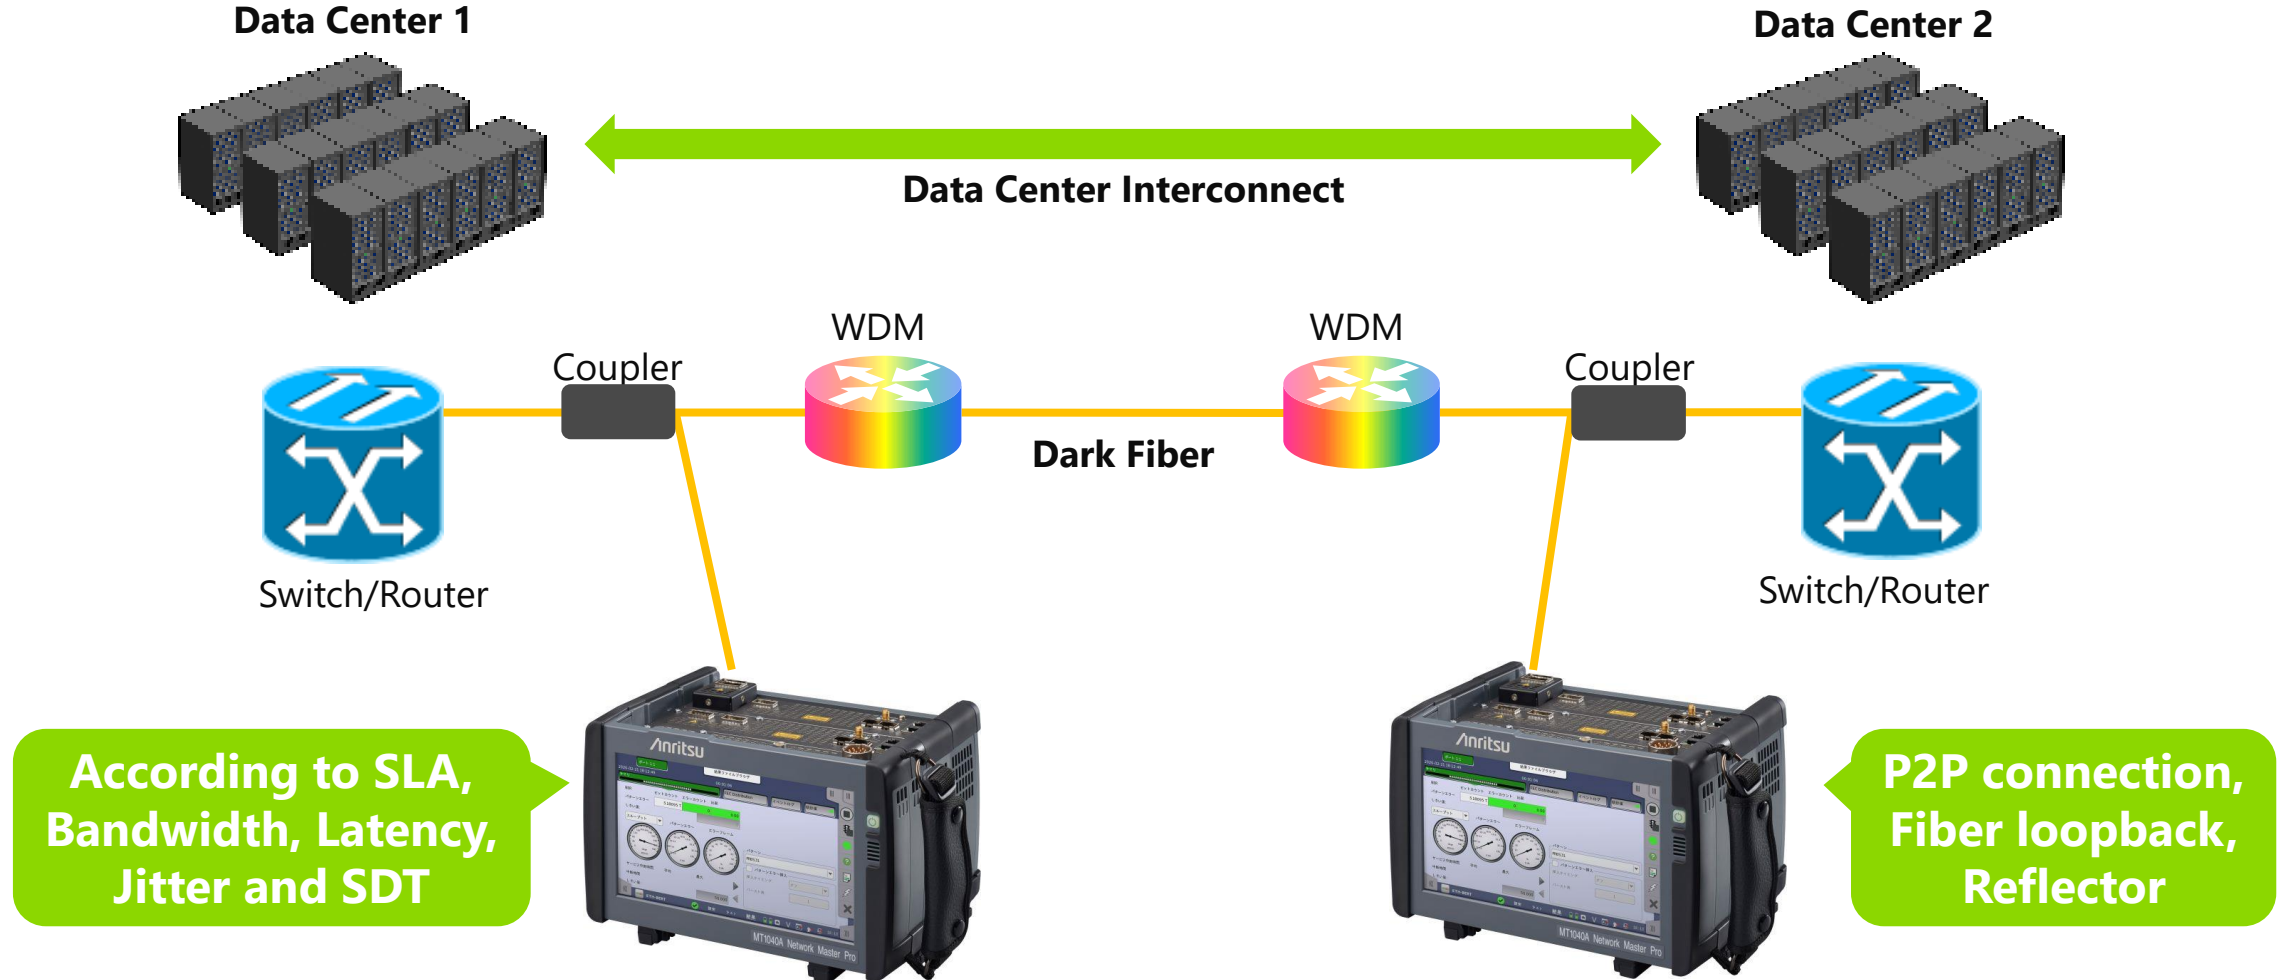 Data Center 1
Data Center 2
Data Center Interconnect
WDM
WDM
Coupler
Coupler
Dark Fiber
Switch/Router
Switch/Router
According to SLA,
Bandwidth, Latency,
Jitter and SDT
P2P connection,
Fiber loopback,
Reflector
Anritsu
MT1040A Network Master Pro
Anritsu
MT1040A Network Master Pro